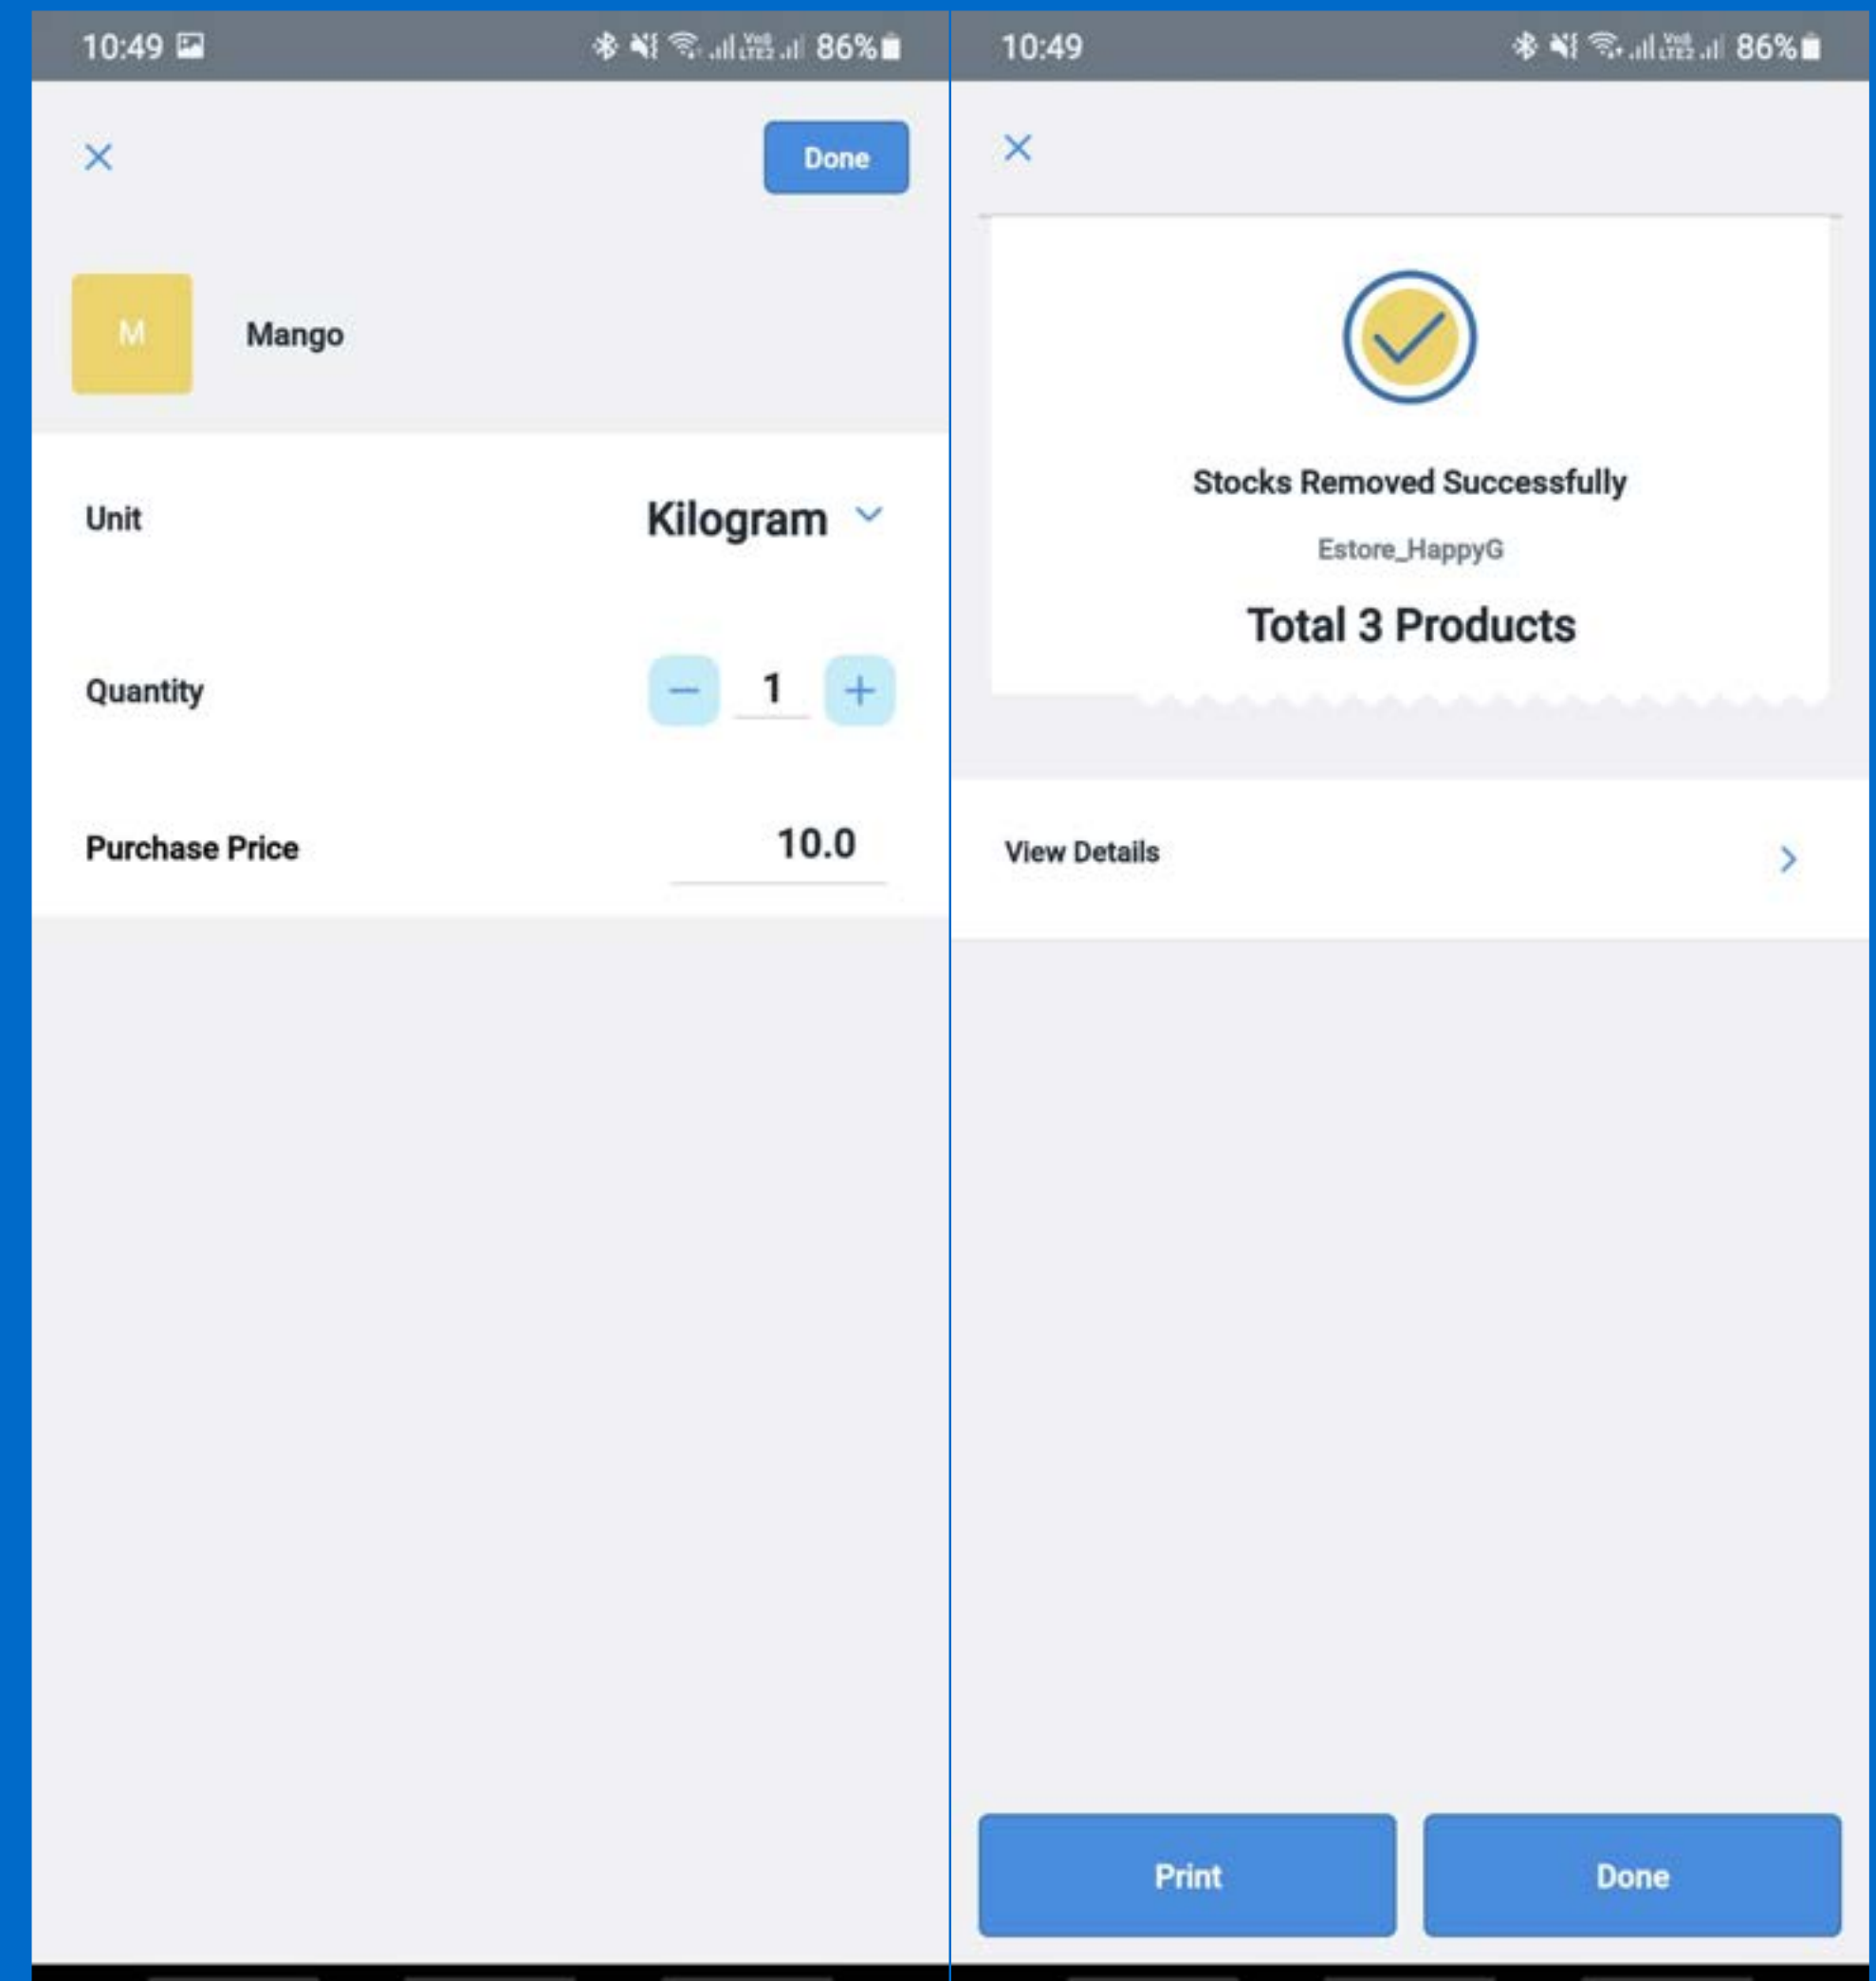 10:49
86%
Done
M
Mango
Unit
Kilogram
Quantity
1
Purchase Price
10.0
10:49
86%
Stocks Removed Successfully
Estore_HappyG
Total 3 Products
View Details
Print
Done